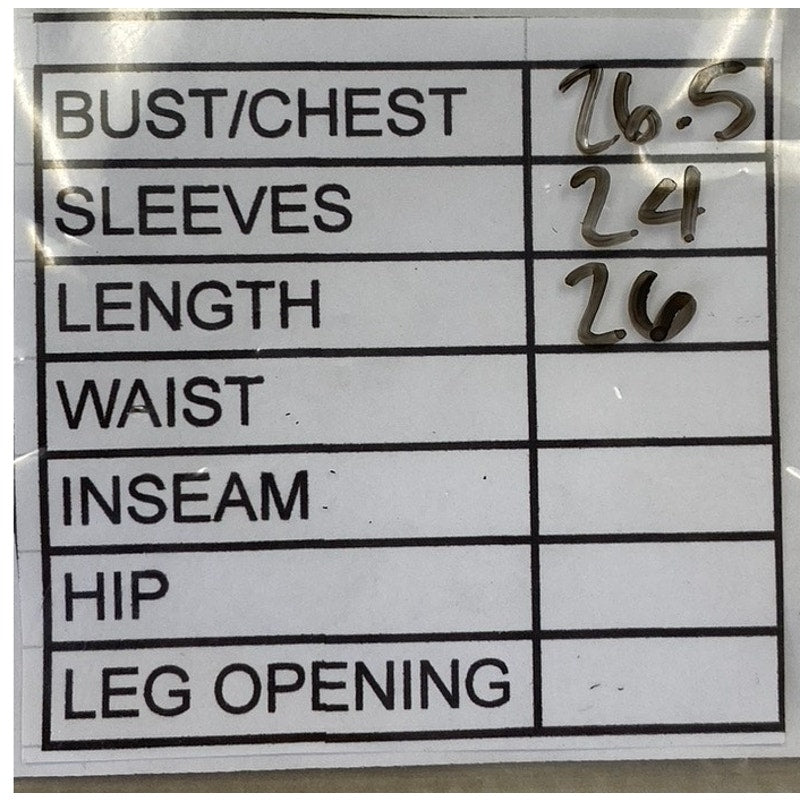 BUST/CHEST 26.5
SLEEVES 24
LENGTH 26
WAIST
INSEAM
HIP
LEG OPENING